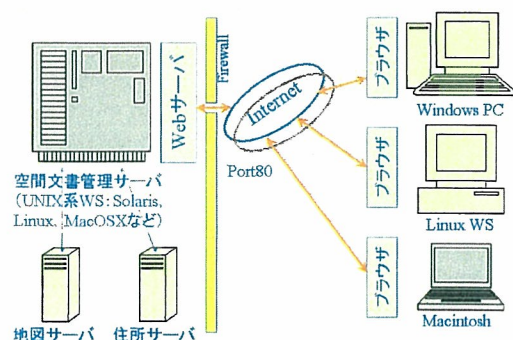 Webサーバ
Firewall
Internet
Port80
ブラウザ
Windows PC
ブラウザ
Linux WS
ブラウザ
Macintosh
空間文書管理サーバ
(UNIX系WS: Solaris,
Linux, MacOSXなど)
地図サーバ
住所サーバ